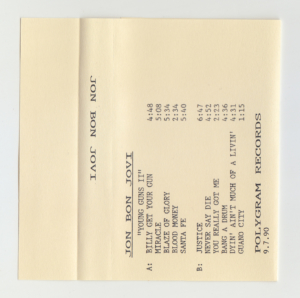 JON BON JOVI
JON BON JOVI
"YOUNG GUNS II"
A: BILLY GET YOUR GUN 4:48
MIRACLE 5:08
BLAZE OF GLORY 5:34
BLOOD MONEY 2:34
SANTA FE 5:40
B: JUSTICE 6:47
NEVER SAY DIE 4:52
YOU REALLY GOT ME 2:23
BANG A DRUM 4:36
DYIN' AIN'T MUCH OF A LIVIN' 4:31
GUANO CITY 1:15
POLYGRAM RECORDS
9.7.90